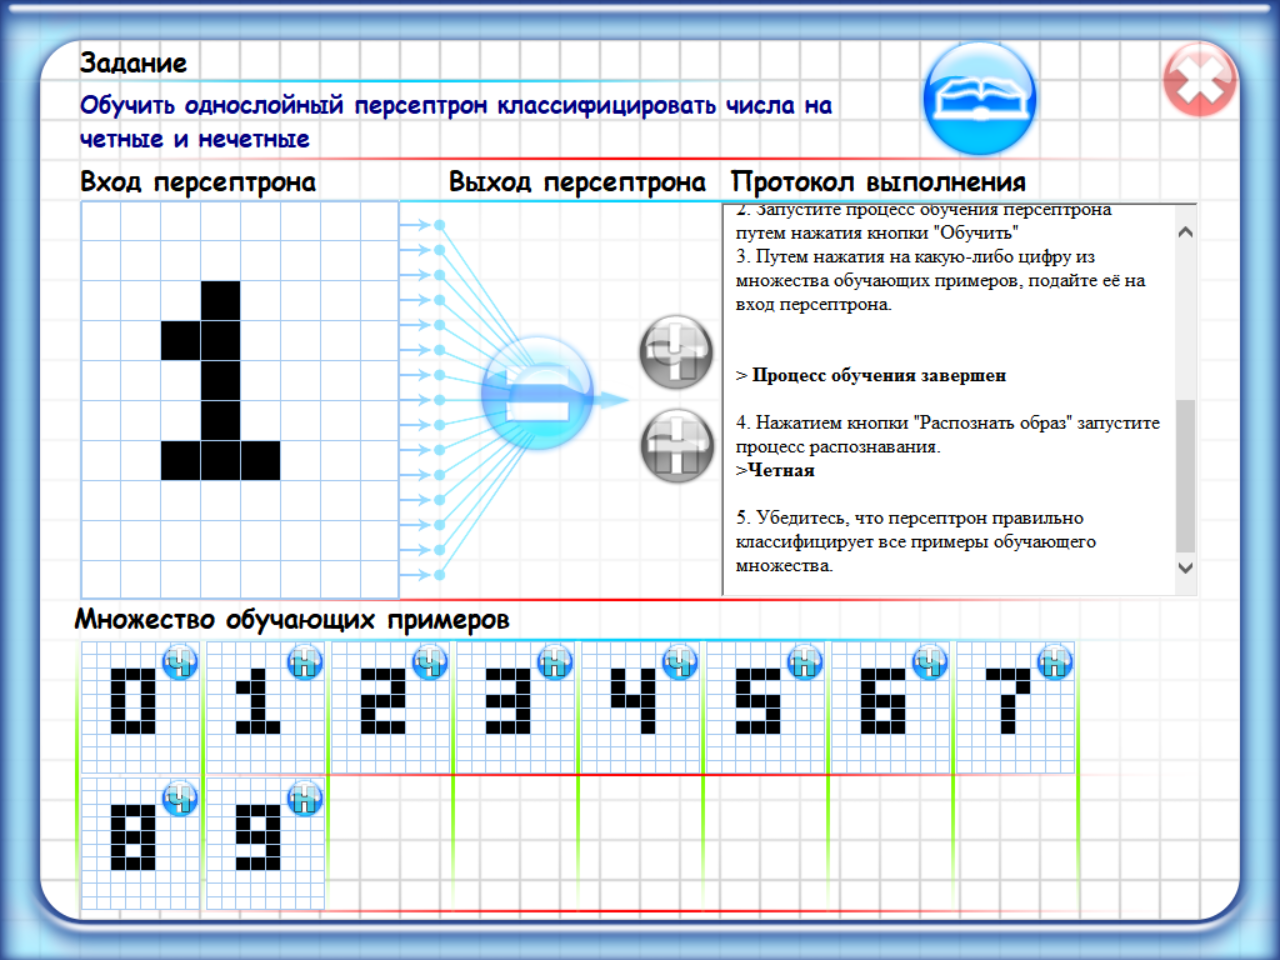 Задание
Обучить однослойный персептрон классифицировать числа на
четные и нечетные
Вход персептрона
Выход персептрона
Протокол выполнения
2. Запустите процесс обучения персептрона
путем нажатия кнопки "Обучить"
3. Путем нажатия на какую-либо цифру из
множества обучающих примеров, подайте её на
вход персептрона.
> Процесс обучения завершен
4. Нажатием кнопки "Распознать образ" запустите
процесс распознавания.
>Четная
5. Убедитесь, что персептрон правильно
классифицирует все примеры обучающего
множества.
1
Ч
Н
Множество обучающих примеров
Ч Н Ч Н Ч Н Ч Н
0 1 2 3 4 5 6 7
Ч Н
8 9